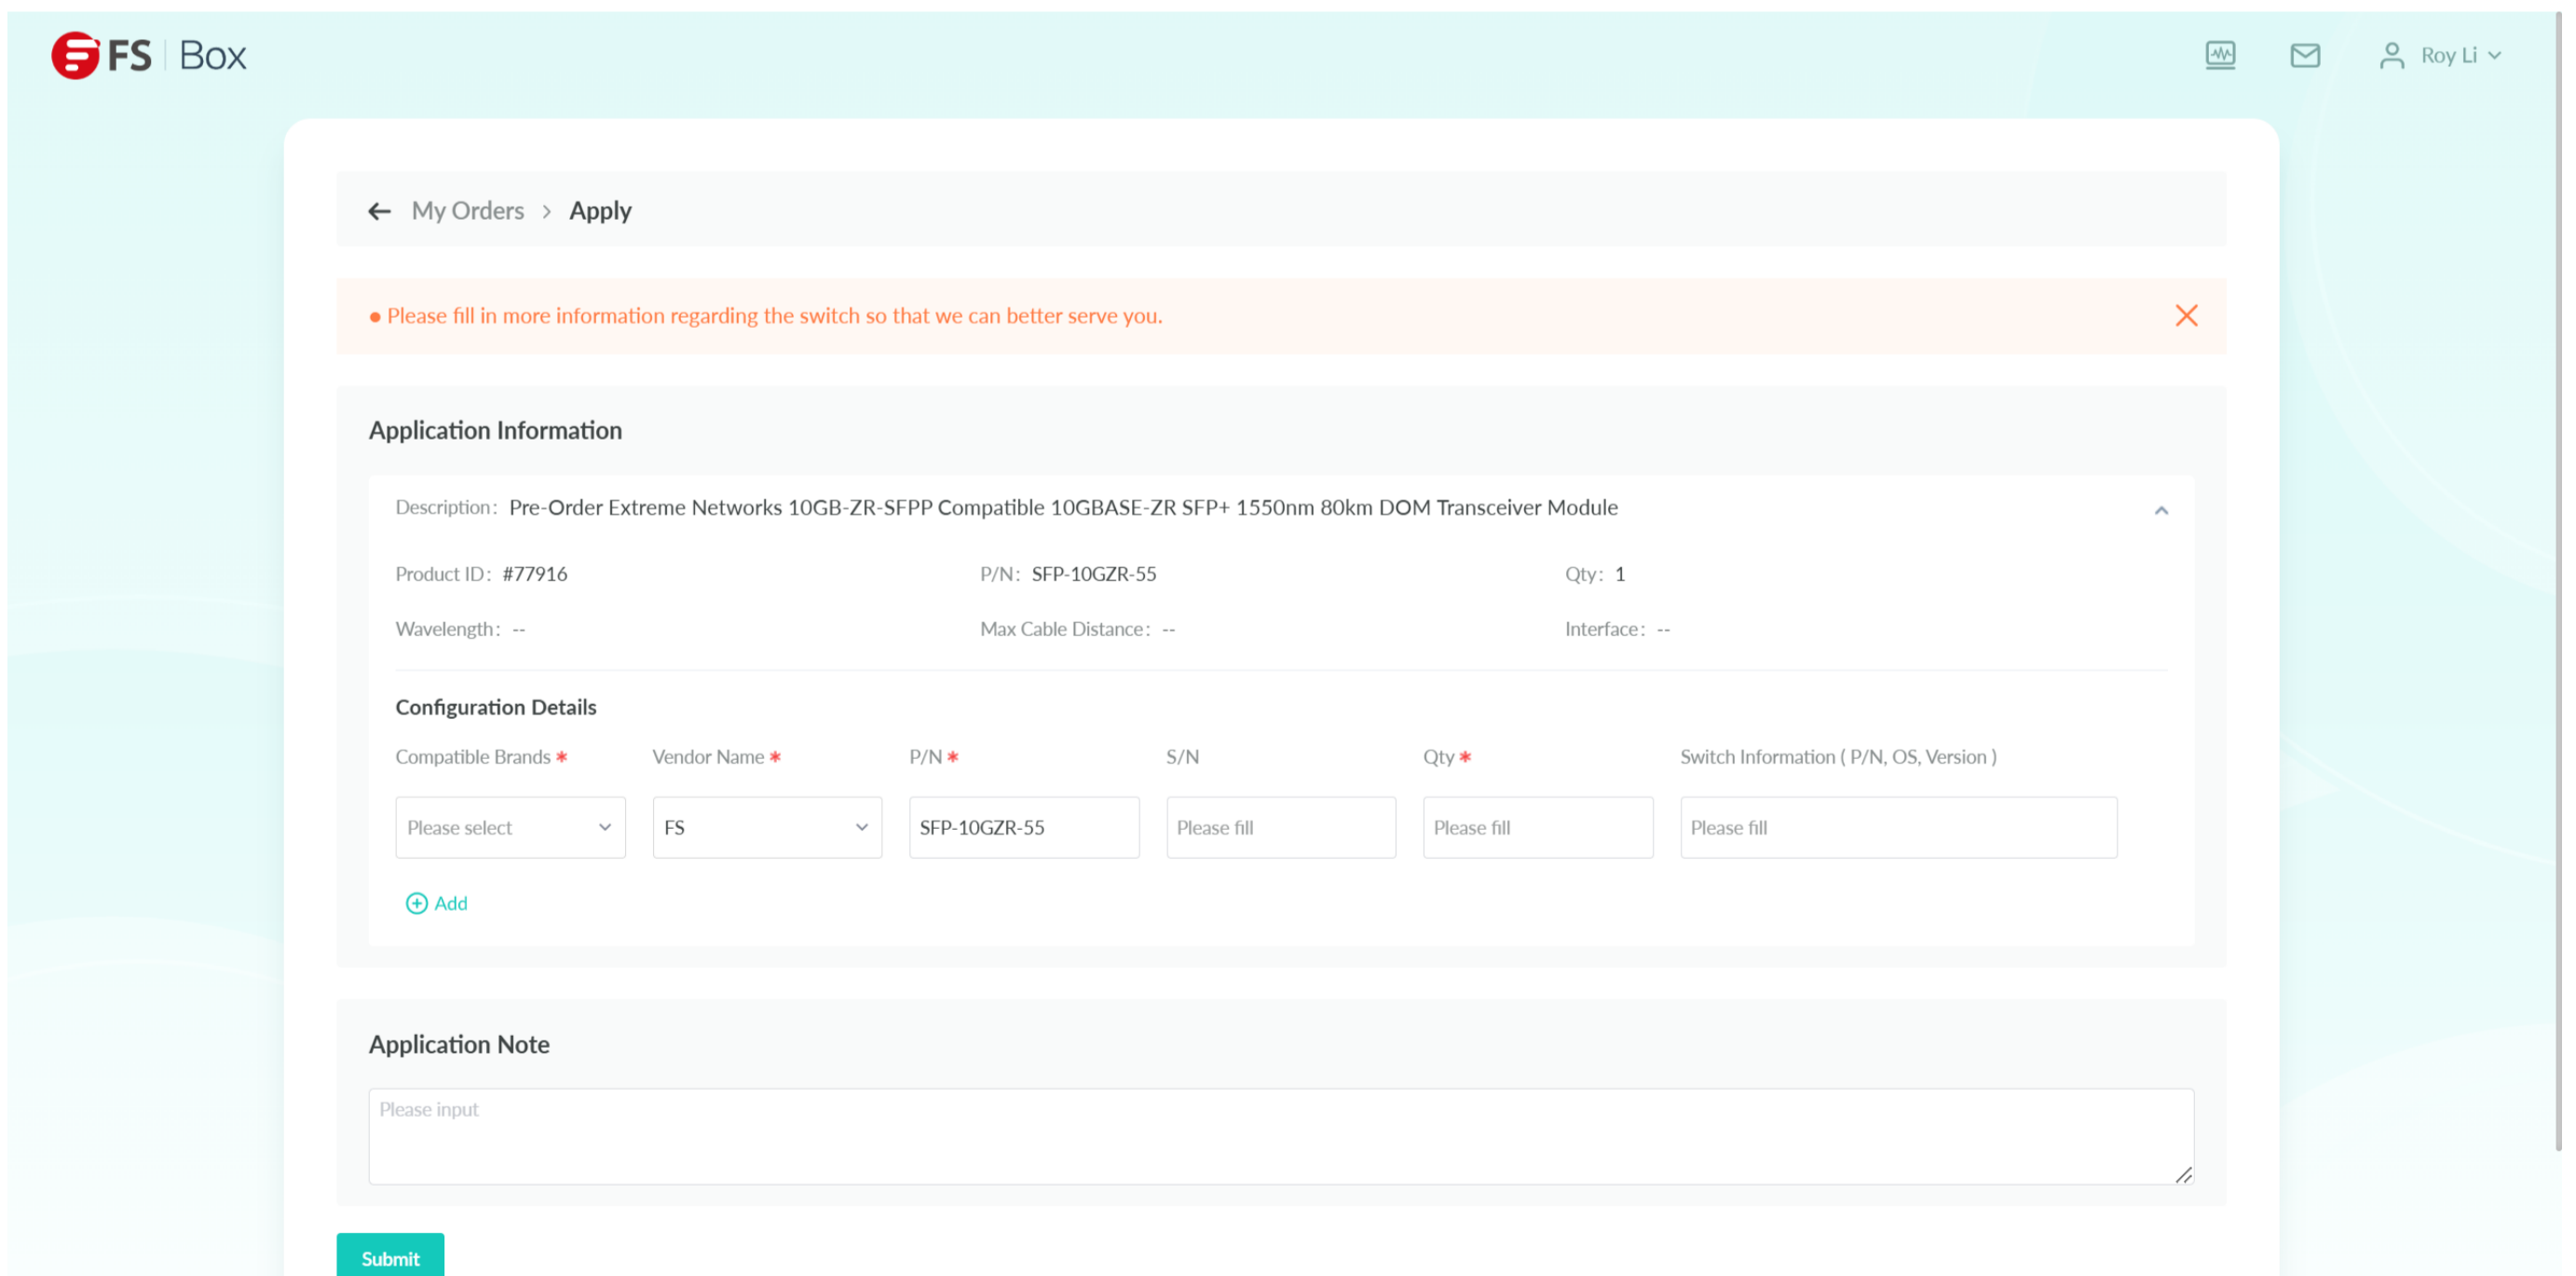 FS | Box
Roy Li
My Orders > Apply
• Please fill in more information regarding the switch so that we can better serve you.
Application Information
Description: Pre-Order Extreme Networks 10GB-ZR-SFPP Compatible 10GBASE-ZR SFP+ 1550nm 80km DOM Transceiver Module
Product ID: #77916 P/N: SFP-10GZR-55 Qty: 1
Wavelength: -- Max Cable Distance: -- Interface: --
Configuration Details
Compatible Brands * Vendor Name * P/N * S/N Qty * Switch Information ( P/N, OS, Version )
Please select FS SFP-10GZR-55 Please fill Please fill Please fill
Add
Application Note
Please input
Submit